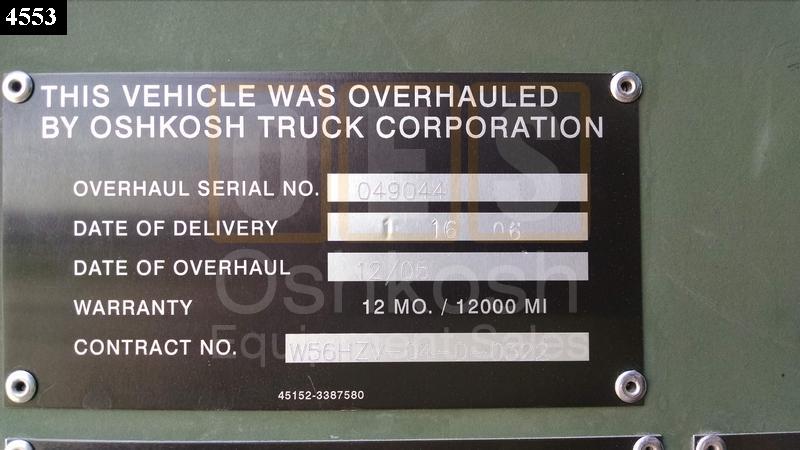 4553
THIS VEHICLE WAS OVERHAULED
BY OSHKOSH TRUCK CORPORATION
OVERHAUL SERIAL NO. 049044
DATE OF DELIVERY 1 16 06
DATE OF OVERHAUL 12/05
WARRANTY 12 MO. / 12000 MI
CONTRACT NO. W56HZV-04-D-0322
45152-3387580
OES
Oshkosh
Equipment Sales